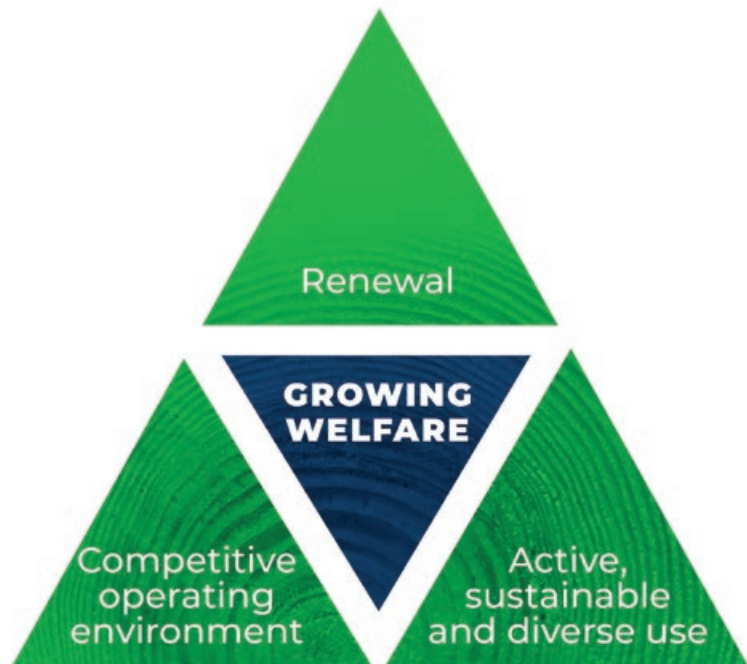 Renewal
GROWING
WELFARE
Competitive
operating
environment
Active,
sustainable
and diverse use